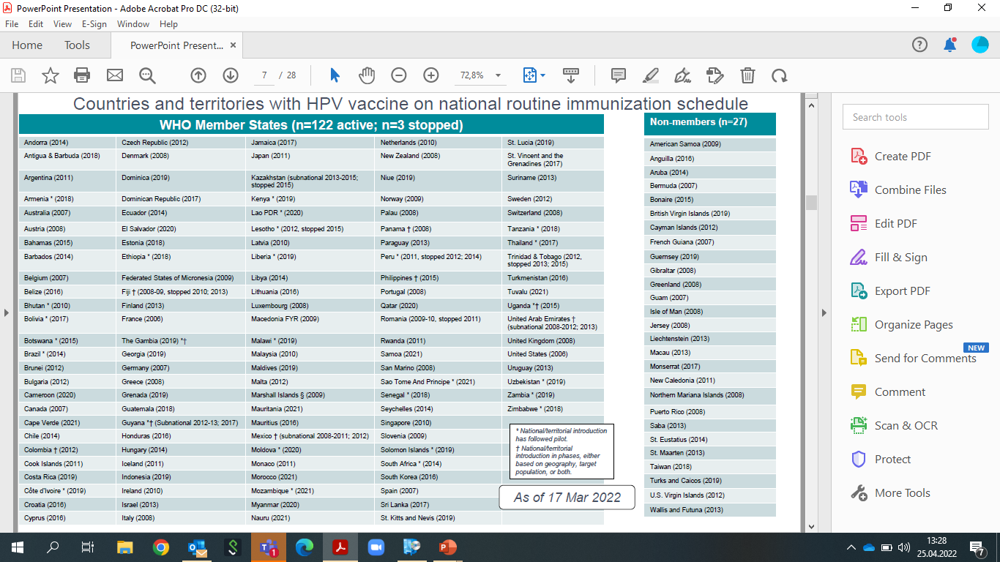 PowerPoint Presentation - Adobe Acrobat Pro DC (32-bit)
File Edit View E-Sign Window Help
Home Tools PowerPoint Present... ×
7 / 28 72,8%
Countries and territories with HPV vaccine on national routine immunization schedule
WHO Member States (n=122 active; n=3 stopped)
Andorra (2014) Czech Republic (2012) Jamaica (2017) Netherlands (2010) St. Lucia (2019)
Antigua & Barbuda (2018) Denmark (2008) Japan (2011) New Zealand (2008) St. Vincent and the
Grenadines (2017)
Argentina (2011) Dominica (2019) Kazakhstan (subnational 2013-2015; Niue (2019) Suriname (2013)
stopped 2015)
Armenia * (2018) Dominican Republic (2017) Kenya * (2019) Norway (2009) Sweden (2012)
Australia (2007) Ecuador (2014) Lao PDR * (2020) Palau (2008) Switzerland (2008)
Austria (2008) El Salvador (2020) Lesotho * (2012, stopped 2015) Panama † (2008) Tanzania * (2018)
Bahamas (2015) Estonia (2018) Latvia (2010) Paraguay (2013) Thailand * (2017)
Barbados (2014) Ethiopia * (2018) Liberia * (2019) Peru * (2011, stopped 2012; 2014) Trinidad & Tobago (2012,
stopped 2013; 2015)
Belgium (2007) Federated States of Micronesia (2009) Libya (2014) Philippines † (2015) Turkmenistan (2016)
Belize (2016) Fiji † (2008-09, stopped 2010; 2013) Lithuania (2016) Portugal (2008) Tuvalu (2021)
Bhutan * (2010) Finland (2013) Luxembourg (2008) Qatar (2020) Uganda *† (2015)
Bolivia * (2017) France (2006) Macedonia FYR (2009) Romania (2009-10, stopped 2011) United Arab Emirates †
(subnational 2008-2012; 2013)
Botswana * (2015) The Gambia (2019) *† Malawi * (2019) Rwanda (2011) United Kingdom (2008)
Brazil * (2014) Georgia (2019) Malaysia (2010) Samoa (2021) United States (2006)
Brunei (2012) Germany (2007) Maldives (2019) San Marino (2008) Uruguay (2013)
Bulgaria (2012) Greece (2008) Malta (2012) Sao Tome And Principe * (2021) Uzbekistan * (2019)
Cameroon (2020) Grenada (2019) Marshall Islands § (2009) Senegal * (2018) Zambia * (2019)
Canada (2007) Guatemala (2018) Mauritania (2021) Seychelles (2014) Zimbabwe * (2018)
Cape Verde (2021) Guyana *† (Subnational 2012-13; 2017) Mauritius (2016) Singapore (2010)
Chile (2014) Honduras (2016) Mexico † (subnational 2008-2011; 2012) Slovenia (2009)
Colombia † (2012) Hungary (2014) Moldova * (2020) Solomon Islands * (2019)
Cook Islands (2011) Iceland (2011) Monaco (2011) South Africa * (2014)
Costa Rica (2019) Indonesia (2019) Morocco (2021) South Korea (2016)
Côte d'Ivoire * (2019) Ireland (2010) Mozambique * (2021) Spain (2007)
Croatia (2016) Israel (2013) Myanmar (2020) Sri Lanka (2017)
Cyprus (2016) Italy (2008) Nauru (2021) St. Kitts and Nevis (2019)
* National/territorial introduction
has followed pilot.
† National/territorial
introduction in phases, either
based on geography, target
population, or both.
As of 17 Mar 2022
Non-members (n=27)
American Samoa (2009)
Anguilla (2016)
Aruba (2014)
Bermuda (2007)
Bonaire (2015)
British Virgin Islands (2019)
Cayman Islands (2012)
French Guiana (2007)
Guernsey (2019)
Gibraltar (2008)
Greenland (2008)
Guam (2007)
Isle of Man (2008)
Jersey (2008)
Liechtenstein (2013)
Macau (2013)
Monserrat (2017)
New Caledonia (2011)
Northern Mariana Islands (2008)
Puerto Rico (2008)
Saba (2013)
St. Eustatius (2014)
St. Maarten (2013)
Taiwan (2018)
Turks and Caicos (2019)
U.S. Virgin Islands (2012)
Wallis and Futuna (2013)
Search tools
Create PDF
Combine Files
Edit PDF
Fill & Sign
Export PDF
Organize Pages
NEW
Send for Comments
Comment
Scan & OCR
Protect
More Tools
13:28
25.04.2022
1
7